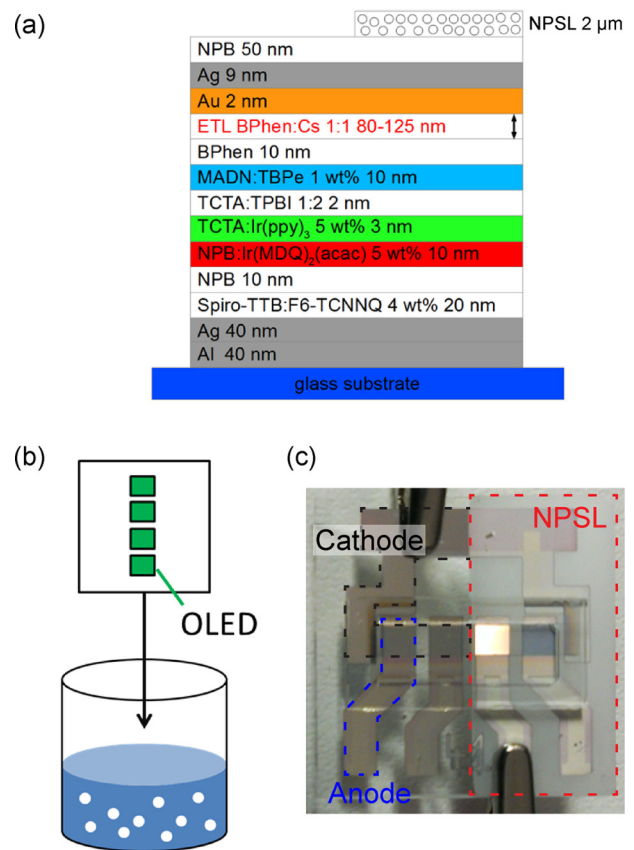 (a)
NPSL 2 µm
NPB 50 nm
Ag 9 nm
Au 2 nm
ETL BPhen:Cs 1:1 80-125 nm
BPhen 10 nm
MADN:TBPe 1 wt% 10 nm
TCTA:TPBI 1:2 2 nm
TCTA:Ir(ppy)₃ 5 wt% 3 nm
NPB:Ir(MDQ)₂(acac) 5 wt% 10 nm
NPB 10 nm
Spiro-TTB:F6-TCNNQ 4 wt% 20 nm
Ag 40 nm
Al 40 nm
glass substrate
(b)
OLED
(c)
NPSL
Cathode
Anode